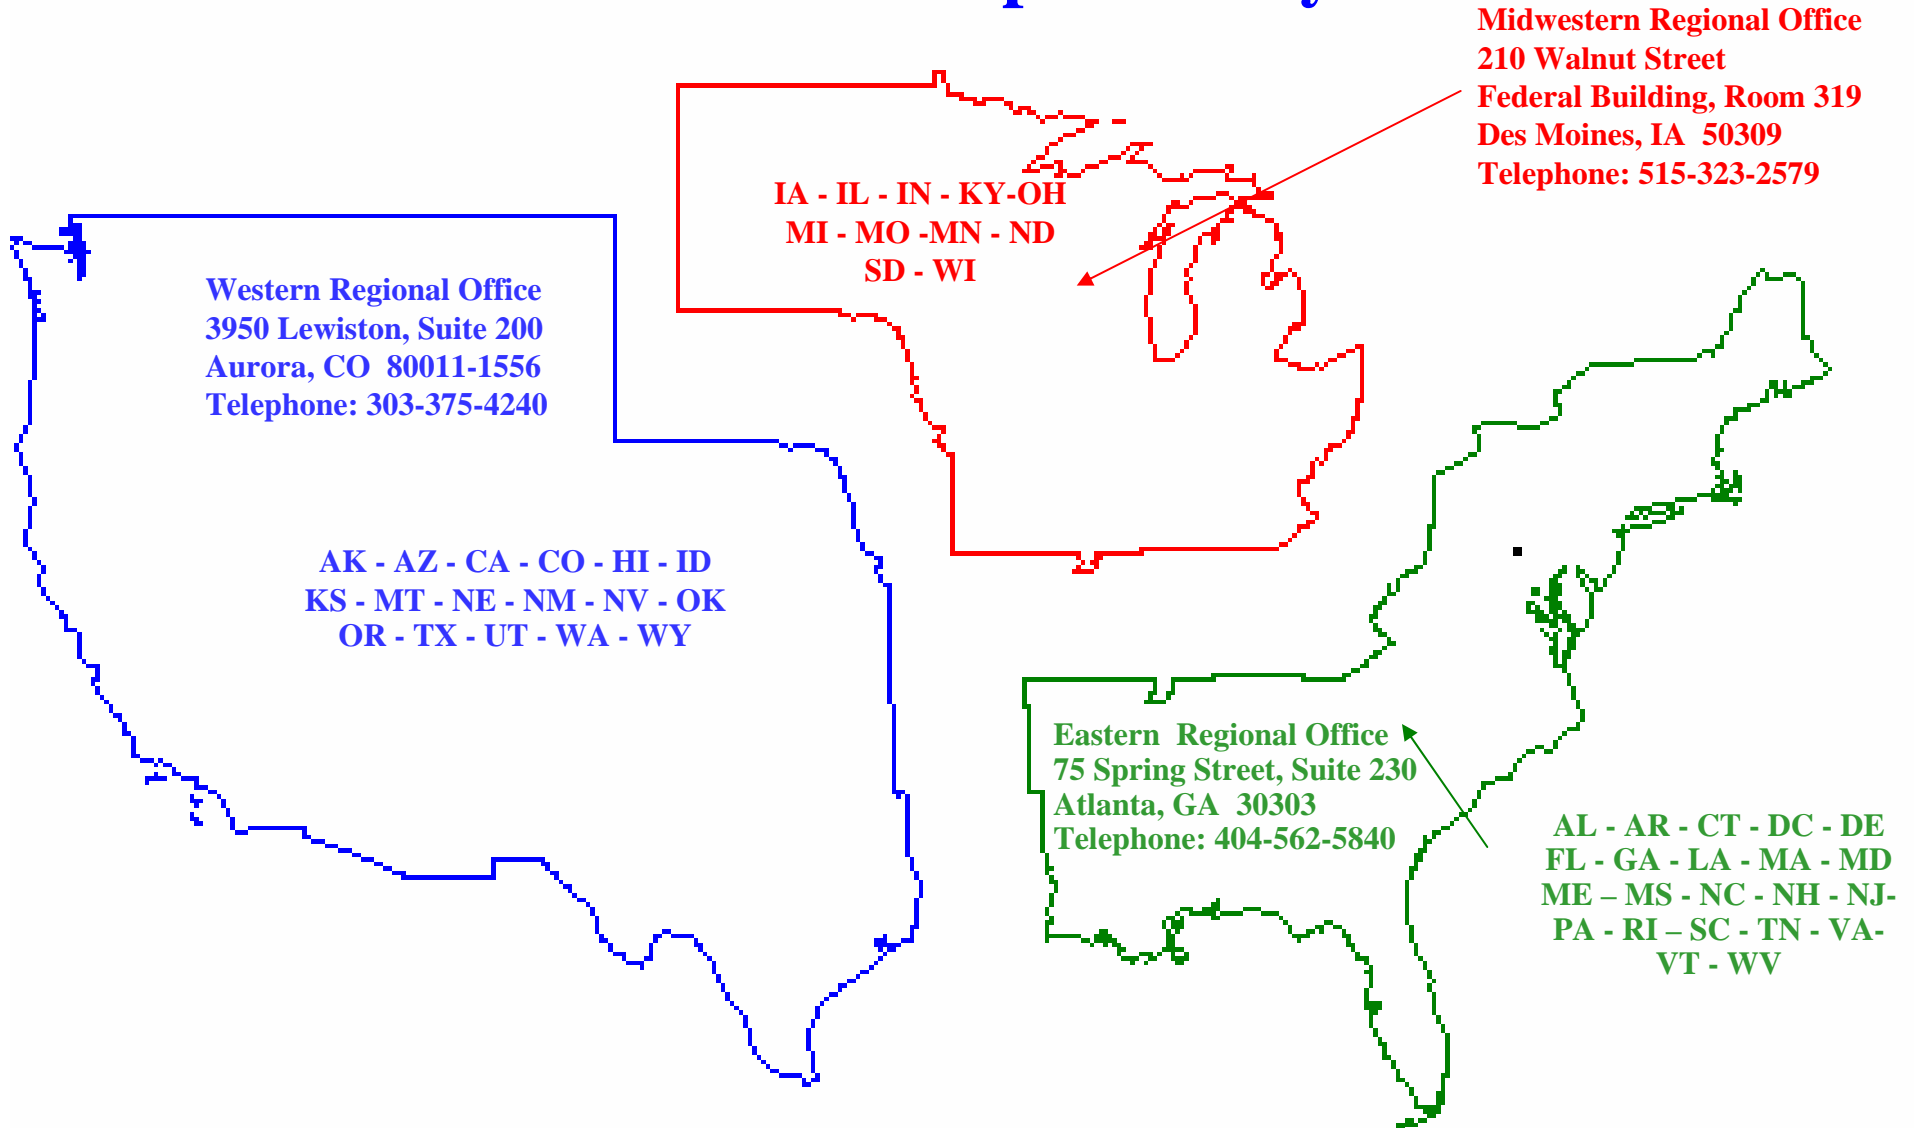 Midwestern Regional Office
210 Walnut Street
Federal Building, Room 319
Des Moines, IA 50309
Telephone: 515-323-2579
IA - IL - IN - KY-OH
MI - MO -MN - ND
SD - WI
Western Regional Office
3950 Lewiston, Suite 200
Aurora, CO 80011-1556
Telephone: 303-375-4240
AK - AZ - CA - CO - HI - ID
KS - MT - NE - NM - NV - OK
OR - TX - UT - WA - WY
Eastern Regional Office
75 Spring Street, Suite 230
Atlanta, GA 30303
Telephone: 404-562-5840
AL - AR - CT - DC - DE
FL - GA - LA - MA - MD
ME – MS - NC - NH - NJ-
PA - RI – SC - TN - VA-
VT - WV